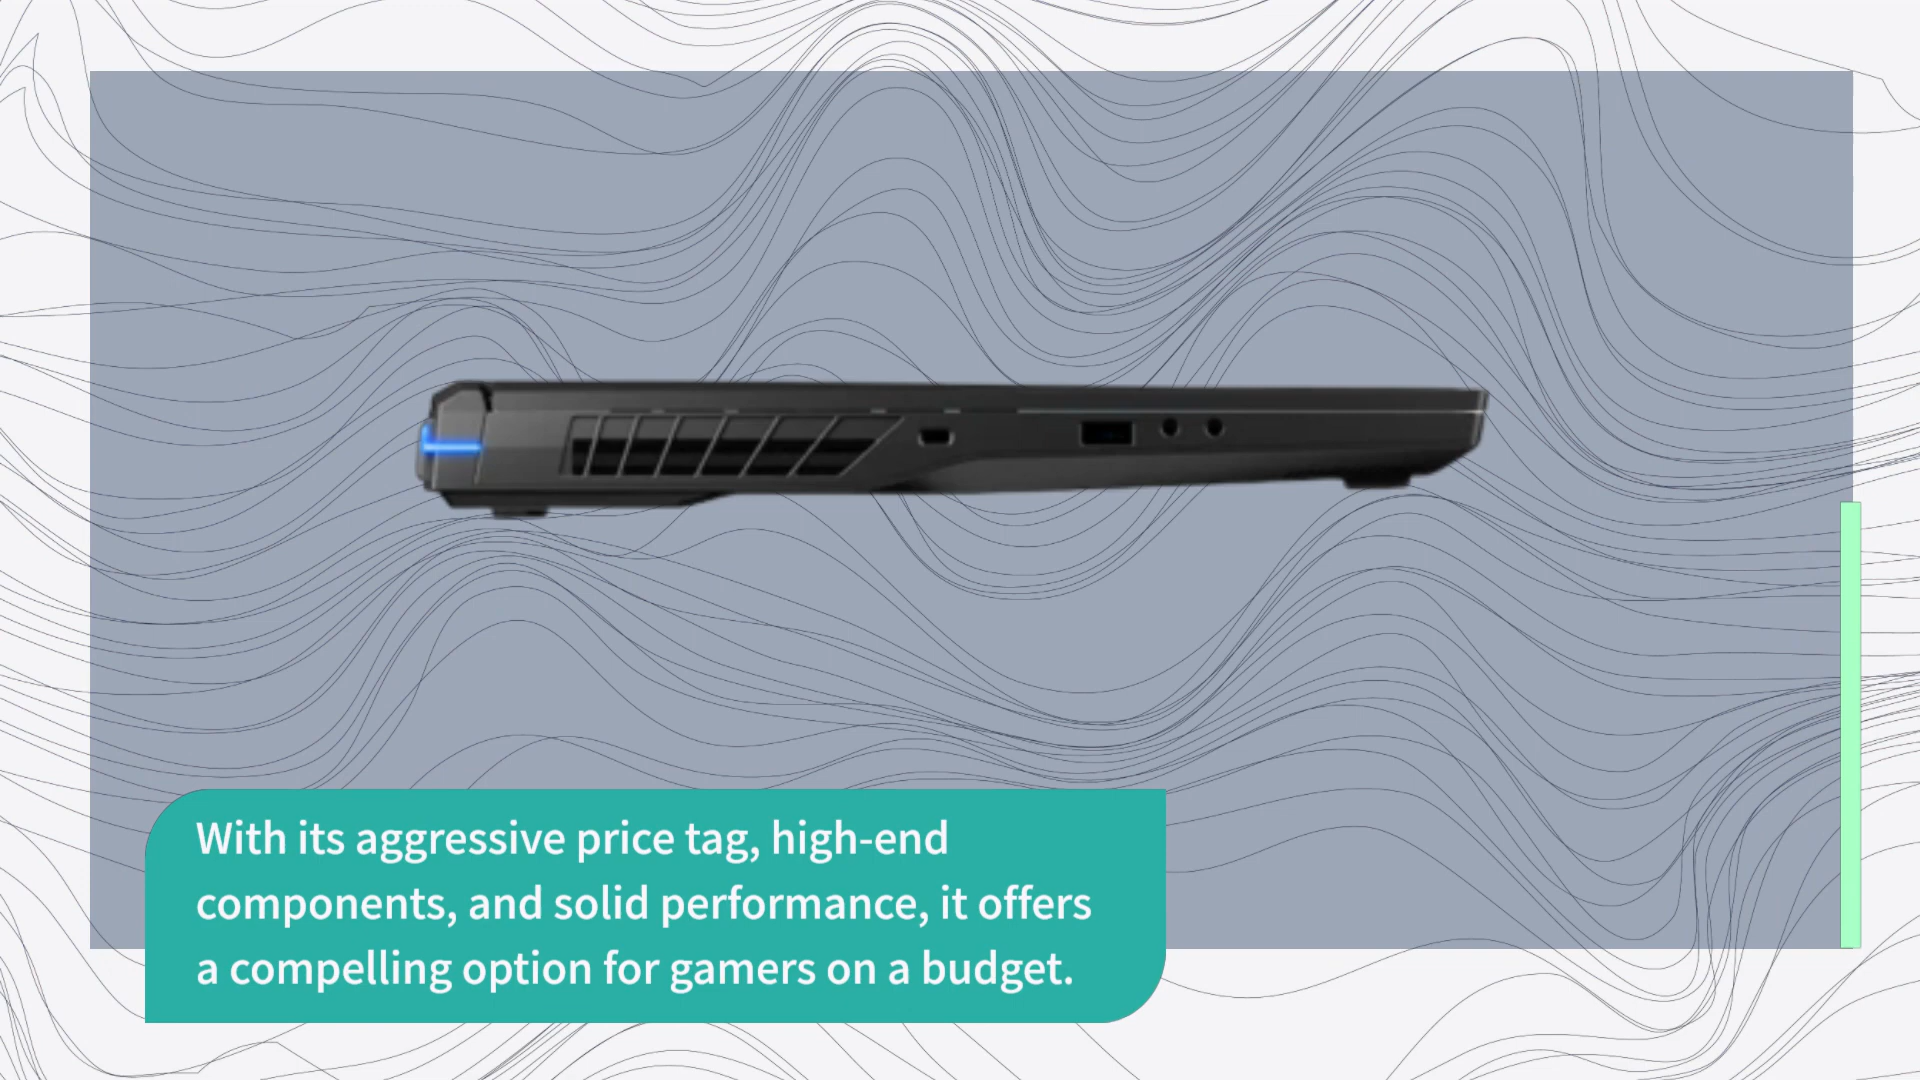 With its aggressive price tag, high-end
components, and solid performance, it offers
a compelling option for gamers on a budget.